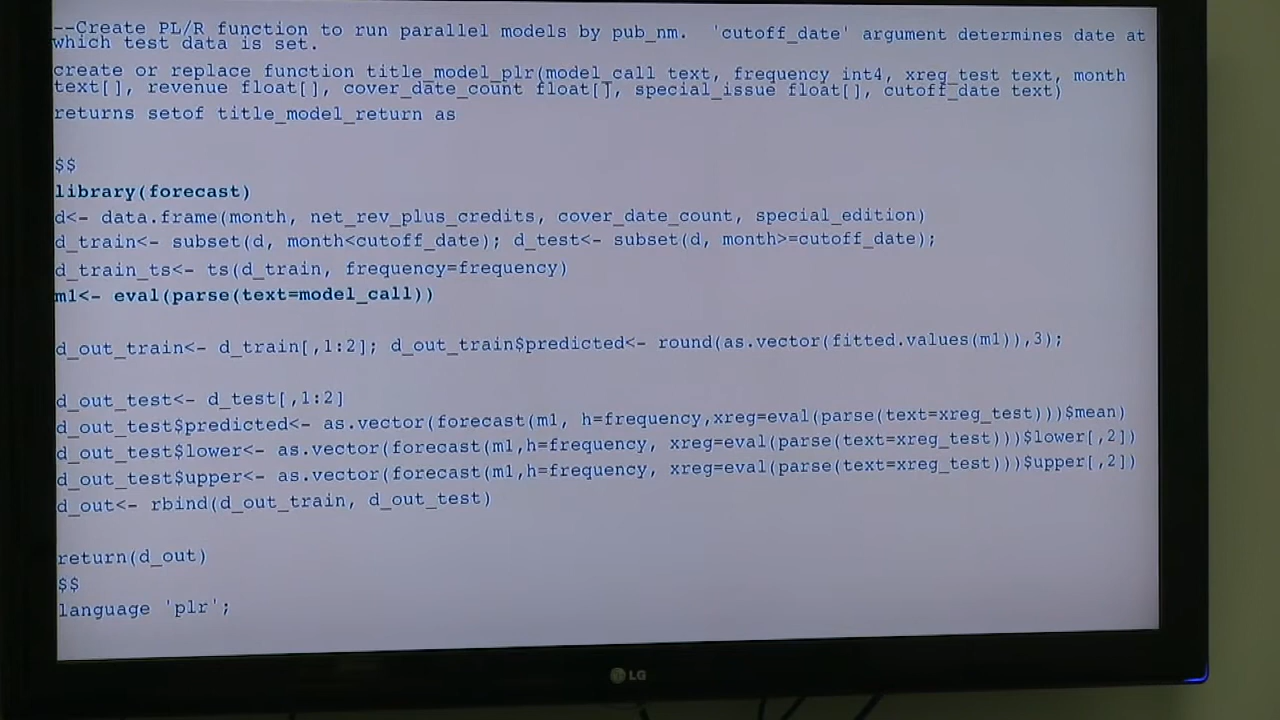 --Create PL/R function to run parallel models by pub_nm.  'cutoff_date' argument determines date at
which test data is set.
create or replace function title_model_plr(model_call text, frequency int4, xreg_test text, month
text[], revenue float[], cover_date_count float[], special_issue float[], cutoff_date text)
returns setof title_model_return as
$$
library(forecast)
d<- data.frame(month, net_rev_plus_credits, cover_date_count, special_edition)
d_train<- subset(d, month<cutoff_date); d_test<- subset(d, month>=cutoff_date);
d_train_ts<- ts(d_train, frequency=frequency)
m1<- eval(parse(text=model_call))
d_out_train<- d_train[,1:2]; d_out_train$predicted<- round(as.vector(fitted.values(m1)),3);
d_out_test<- d_test[,1:2]
d_out_test$predicted<- as.vector(forecast(m1, h=frequency,xreg=eval(parse(text=xreg_test)))$mean)
d_out_test$lower<- as.vector(forecast(m1,h=frequency, xreg=eval(parse(text=xreg_test)))$lower[,2])
d_out_test$upper<- as.vector(forecast(m1,h=frequency, xreg=eval(parse(text=xreg_test)))$upper[,2])
d_out<- rbind(d_out_train, d_out_test)
return(d_out)
$$
language 'plr';
LG